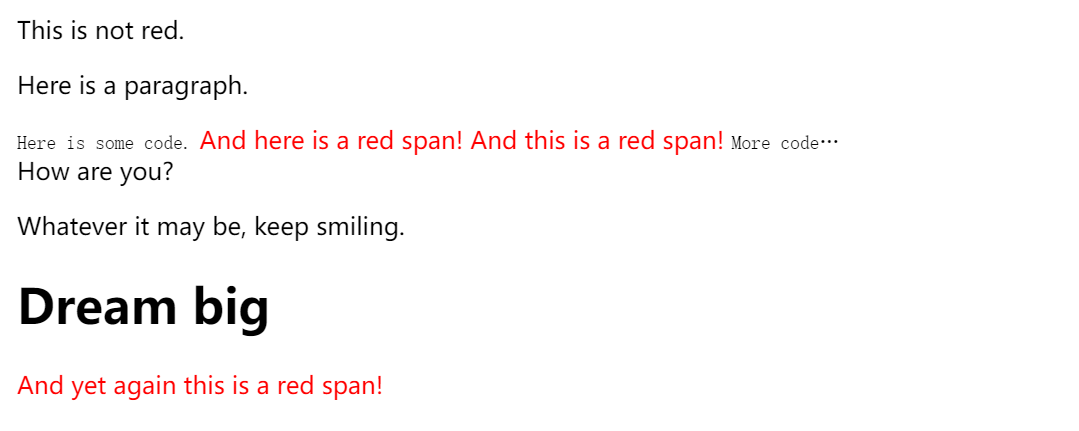 This is not red.
Here is a paragraph.
Here is some code. And here is a red span! And this is a red span! More code…
How are you?
Whatever it may be, keep smiling.
Dream big
And yet again this is a red span!